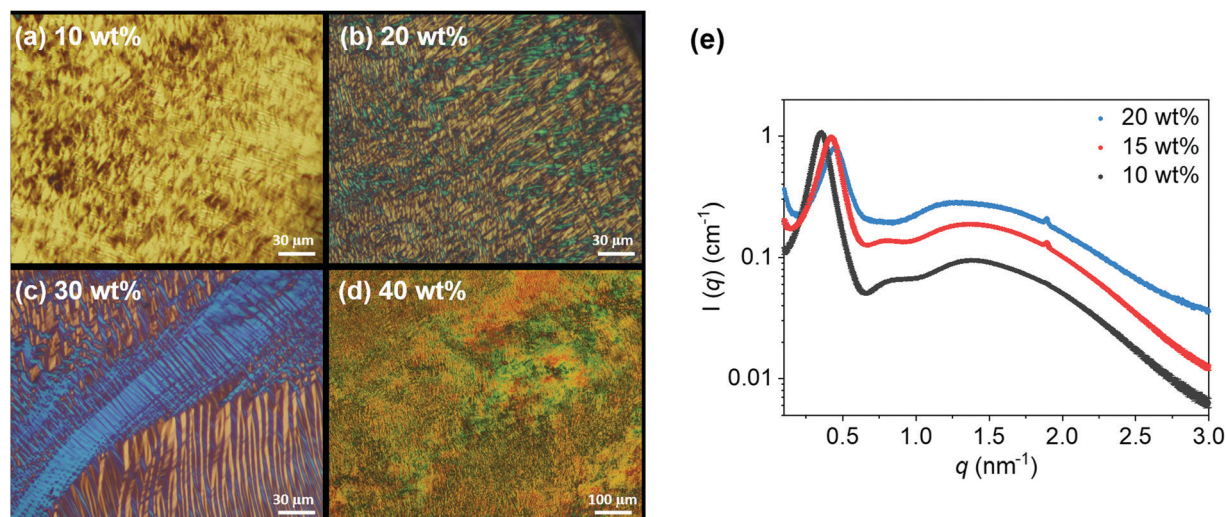 (a) 10 wt%
30 μm
(b) 20 wt%
30 μm
(c) 30 wt%
30 μm
(d) 40 wt%
100 μm
(e)
20 wt%
15 wt%
10 wt%
I (q) (cm⁻¹)
1
0.1
0.01
0.5 1.0 1.5 2.0 2.5 3.0
q (nm⁻¹)